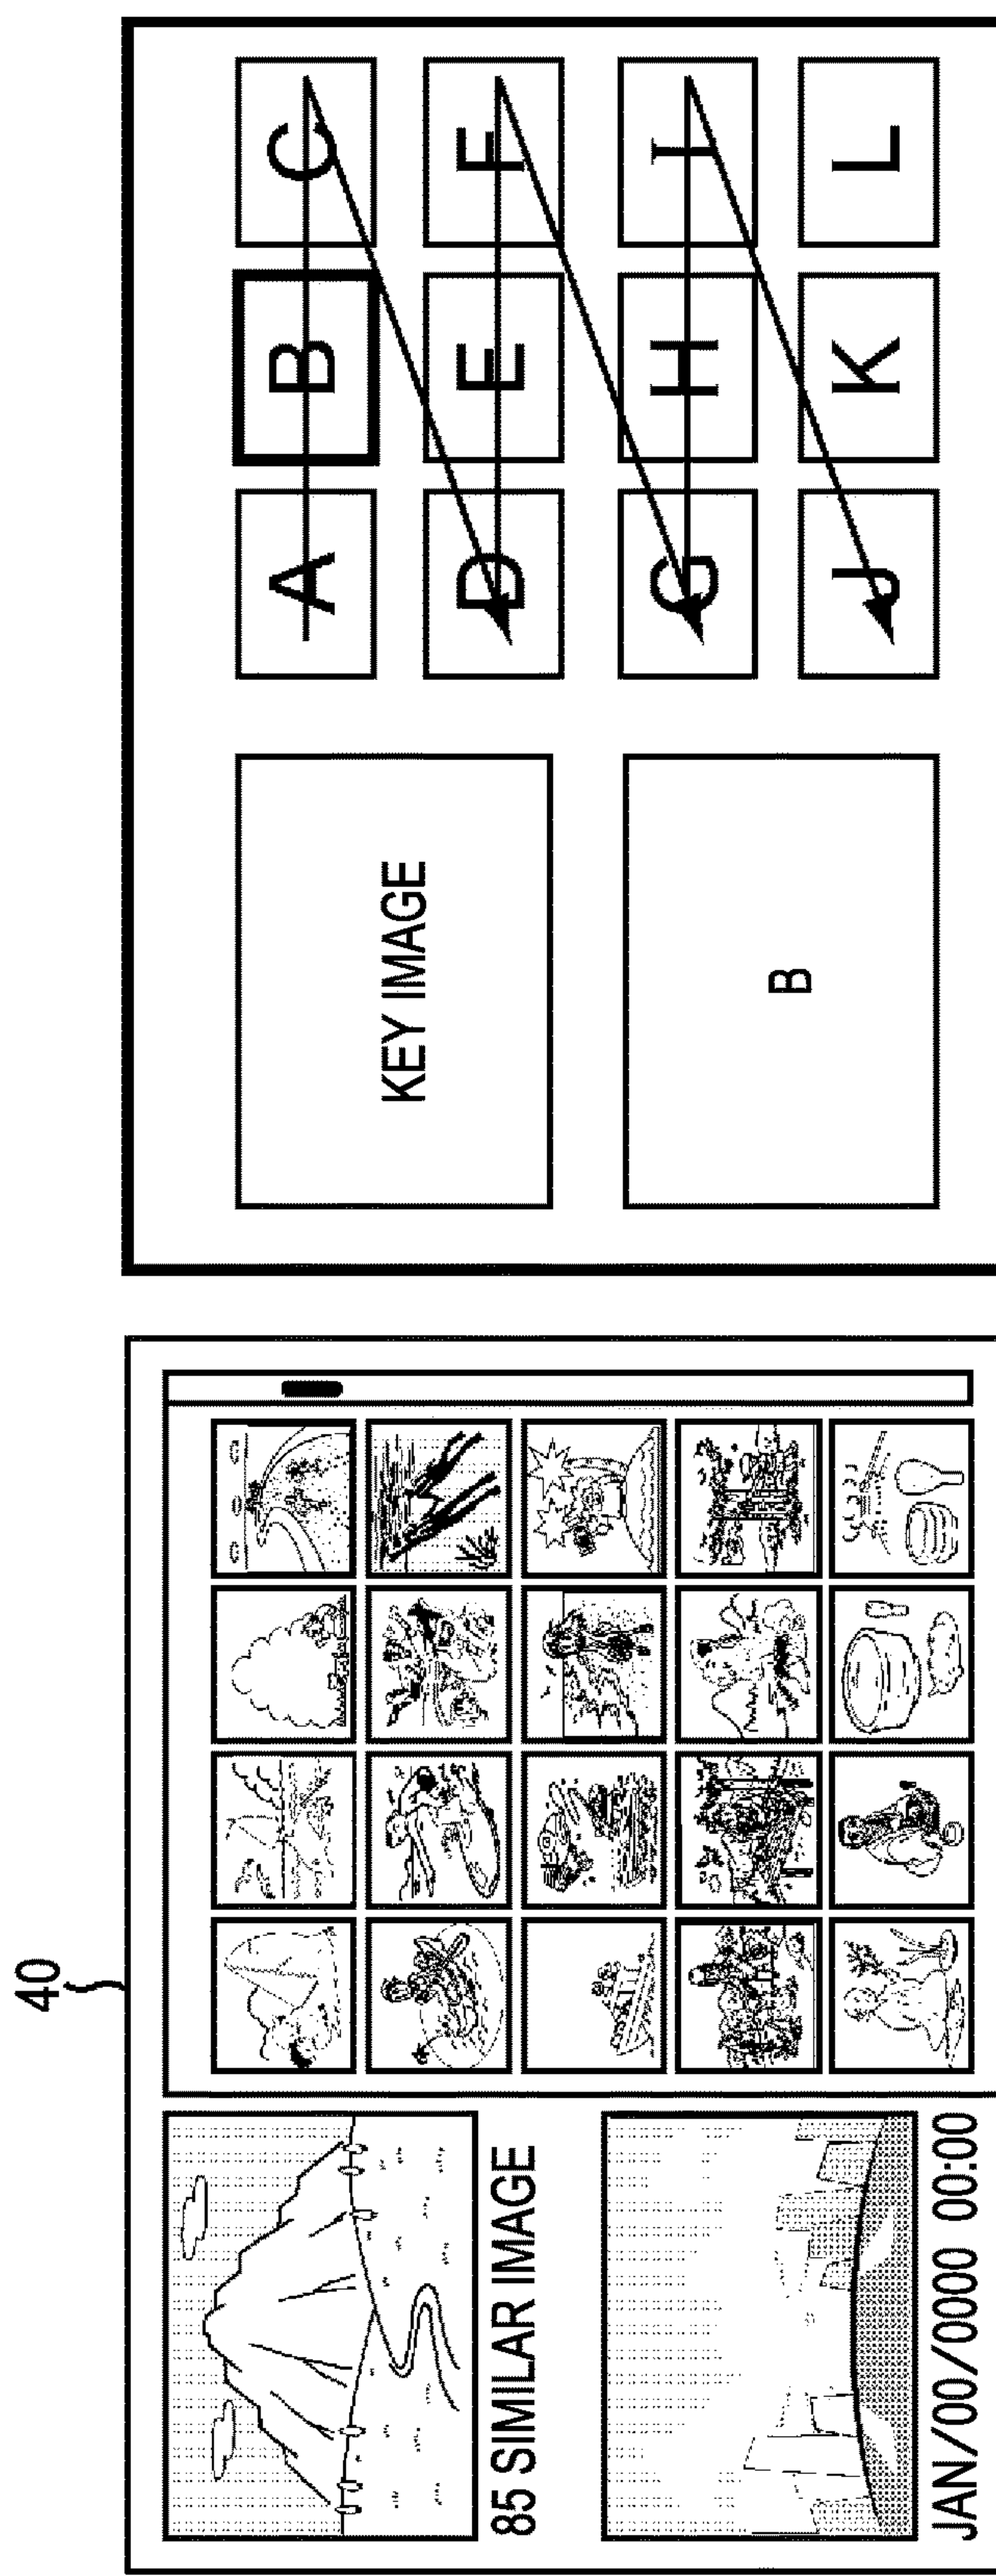 40
85 SIMILAR IMAGE
JAN/00/0000 00:00
KEY IMAGE
B
A B C
D E F
G H I
J K L